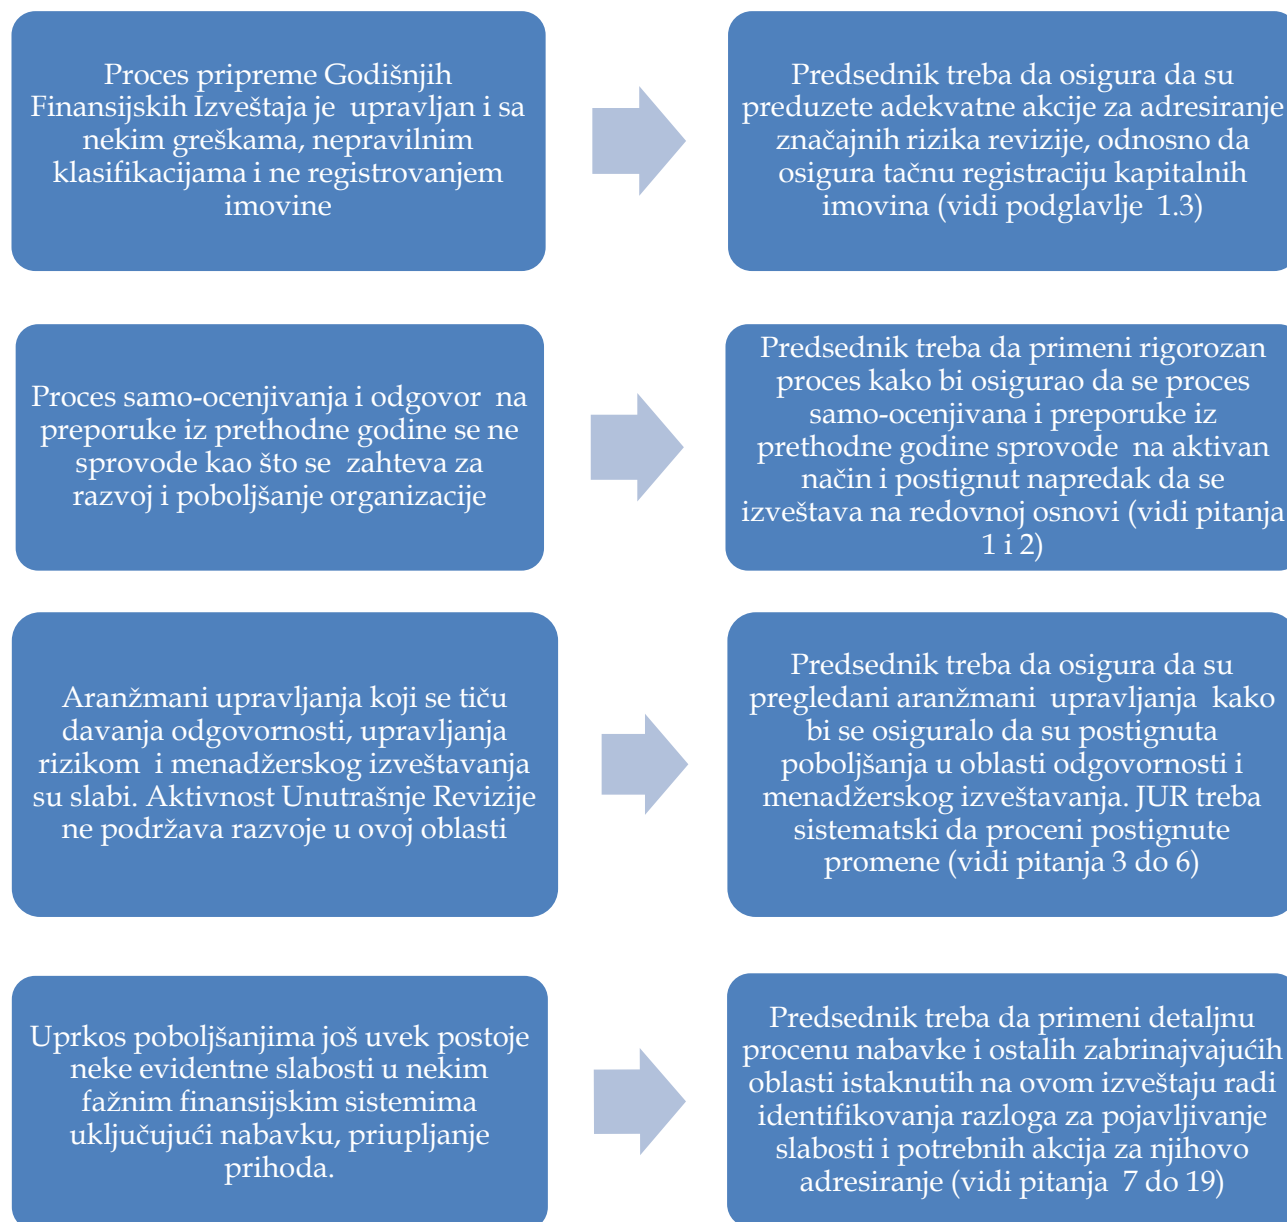 Proces pripreme Godišnjih
Finansijskih Izveštaja je upravljan i sa
nekim greškama, nepravilnim
klasifikacijama i ne registrovanjem
imovine
Predsednik treba da osigura da su
preduzete adekvatne akcije za adresiranje
značajnih rizika revizije, odnosno da
osigura tačnu registraciju kapitalnih
imovina (vidi podglavlje 1.3)
Proces samo-ocenjivanja i odgovor na
preporuke iz prethodne godine se ne
sprovode kao što se zahteva za
razvoj i poboljšanje organizacije
Predsednik treba da primeni rigorozan
proces kako bi osigurao da se proces
samo-ocenjivana i preporuke iz
prethodne godine sprovode na aktivan
način i postignut napredak da se
izveštava na redovnoj osnovi (vidi pitanja
1 i 2)
Aranžmani upravljanja koji se tiču
davanja odgovornosti, upravljanja
rizikom i menadžerskog izveštavanja
su slabi. Aktivnost Unutrašnje Revizije
ne podržava razvoje u ovoj oblasti
Predsednik treba da osigura da su
pregledani aranžmani upravljanja kako
bi se osiguralo da su postignuta
poboljšanja u oblasti odgovornosti i
menadžerskog izveštavanja. JUR treba
sistematski da proceni postignute
promene (vidi pitanja 3 do 6)
Uprkos poboljšanjima još uvek postoje
neke evidentne slabosti u nekim
fažnim finansijskim sistemima
uključujući nabavku, priupljanje
prihoda.
Predsednik treba da primeni detaljnu
procenu nabavke i ostalih zabrinajvajućih
oblasti istaknutih na ovom izveštaju radi
identifikovanja razloga za pojavljivanje
slabosti i potrebnih akcija za njihovo
adresiranje (vidi pitanja 7 do 19)